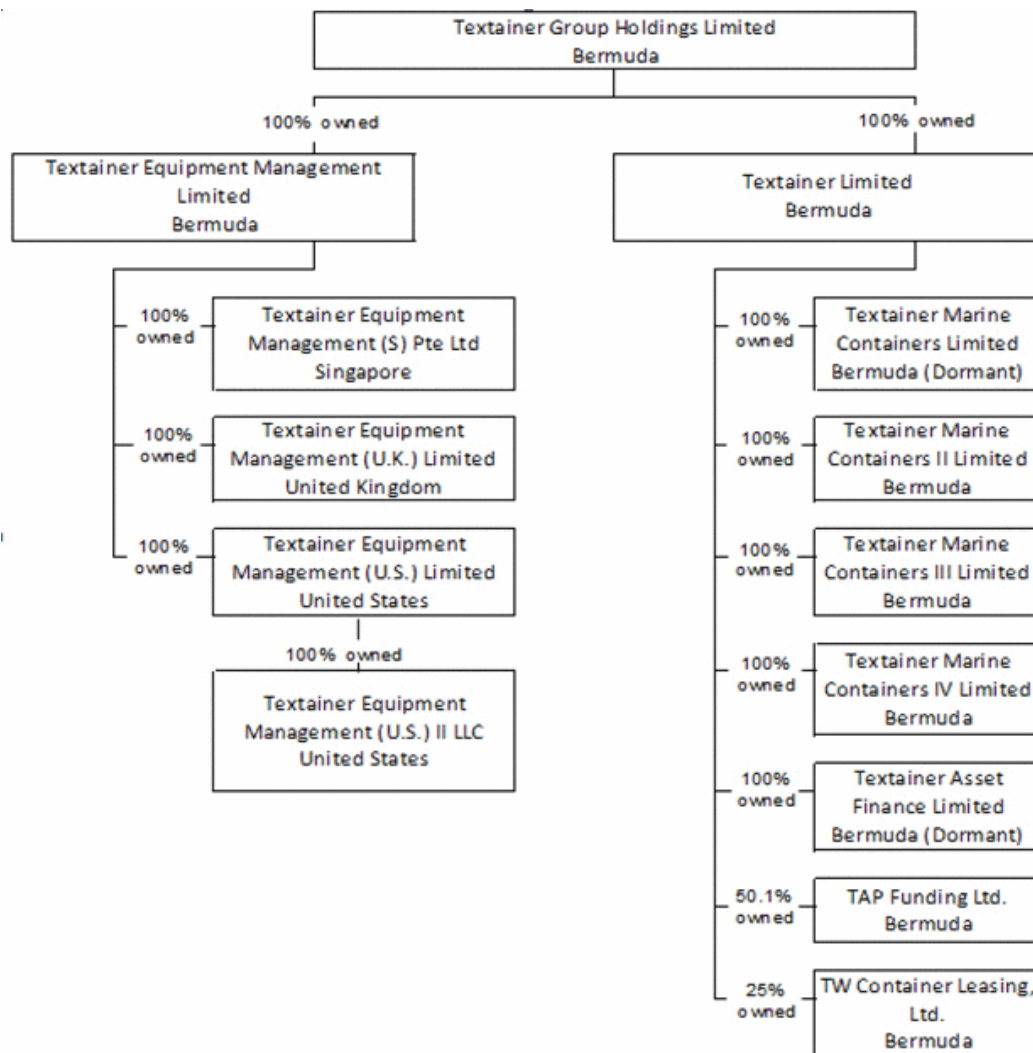 Textainer Group Holdings Limited
Bermuda
100% owned
100% owned
Textainer Equipment Management
Limited
Bermuda
Textainer Limited
Bermuda
100%
owned
Textainer Equipment
Management (S) Pte Ltd
Singapore
100%
owned
Textainer Equipment
Management (U.K.) Limited
United Kingdom
100%
owned
Textainer Equipment
Management (U.S.) Limited
United States
100% owned
Textainer Equipment
Management (U.S.) II LLC
United States
100%
owned
Textainer Marine
Containers Limited
Bermuda (Dormant)
100%
owned
Textainer Marine
Containers II Limited
Bermuda
100%
owned
Textainer Marine
Containers III Limited
Bermuda
100%
owned
Textainer Marine
Containers IV Limited
Bermuda
100%
owned
Textainer Asset
Finance Limited
Bermuda (Dormant)
50.1%
owned
TAP Funding Ltd.
Bermuda
25%
owned
TW Container Leasing,
Ltd.
Bermuda